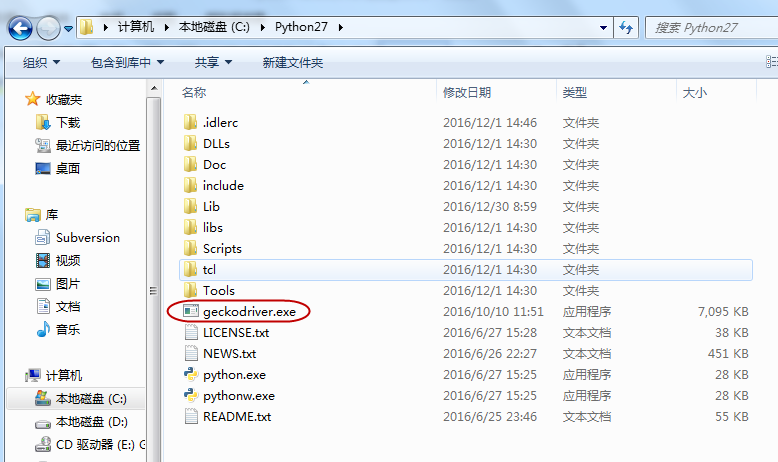 计算机 本地磁盘 (C:) Python27 搜索 Python27
组织 包含到库中 共享 新建文件夹
名称 修改日期 类型 大小
收藏夹
下载
最近访问的位置
桌面
库
Subversion
视频
图片
文档
音乐
计算机
本地磁盘 (C:)
本地磁盘 (D:)
CD 驱动器 (E:) G
.idlerc 2016/12/1 14:46 文件夹
DLLs 2016/12/1 14:30 文件夹
Doc 2016/12/1 14:30 文件夹
include 2016/12/1 14:30 文件夹
Lib 2016/12/30 8:59 文件夹
libs 2016/12/1 14:30 文件夹
Scripts 2016/12/1 14:30 文件夹
tcl 2016/12/1 14:30 文件夹
Tools 2016/12/1 14:30 文件夹
geckodriver.exe 2016/10/10 11:51 应用程序 7,095 KB
LICENSE.txt 2016/6/27 15:28 文本文档 38 KB
NEWS.txt 2016/6/26 22:27 文本文档 451 KB
python.exe 2016/6/27 15:25 应用程序 28 KB
pythonw.exe 2016/6/27 15:25 应用程序 28 KB
README.txt 2016/6/25 23:46 文本文档 55 KB